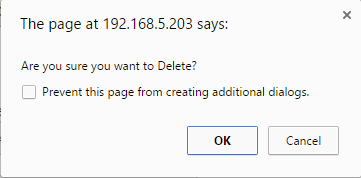 The page at 192.168.5.203 says:
Are you sure you want to Delete?
Prevent this page from creating additional dialogs.
OK
Cancel